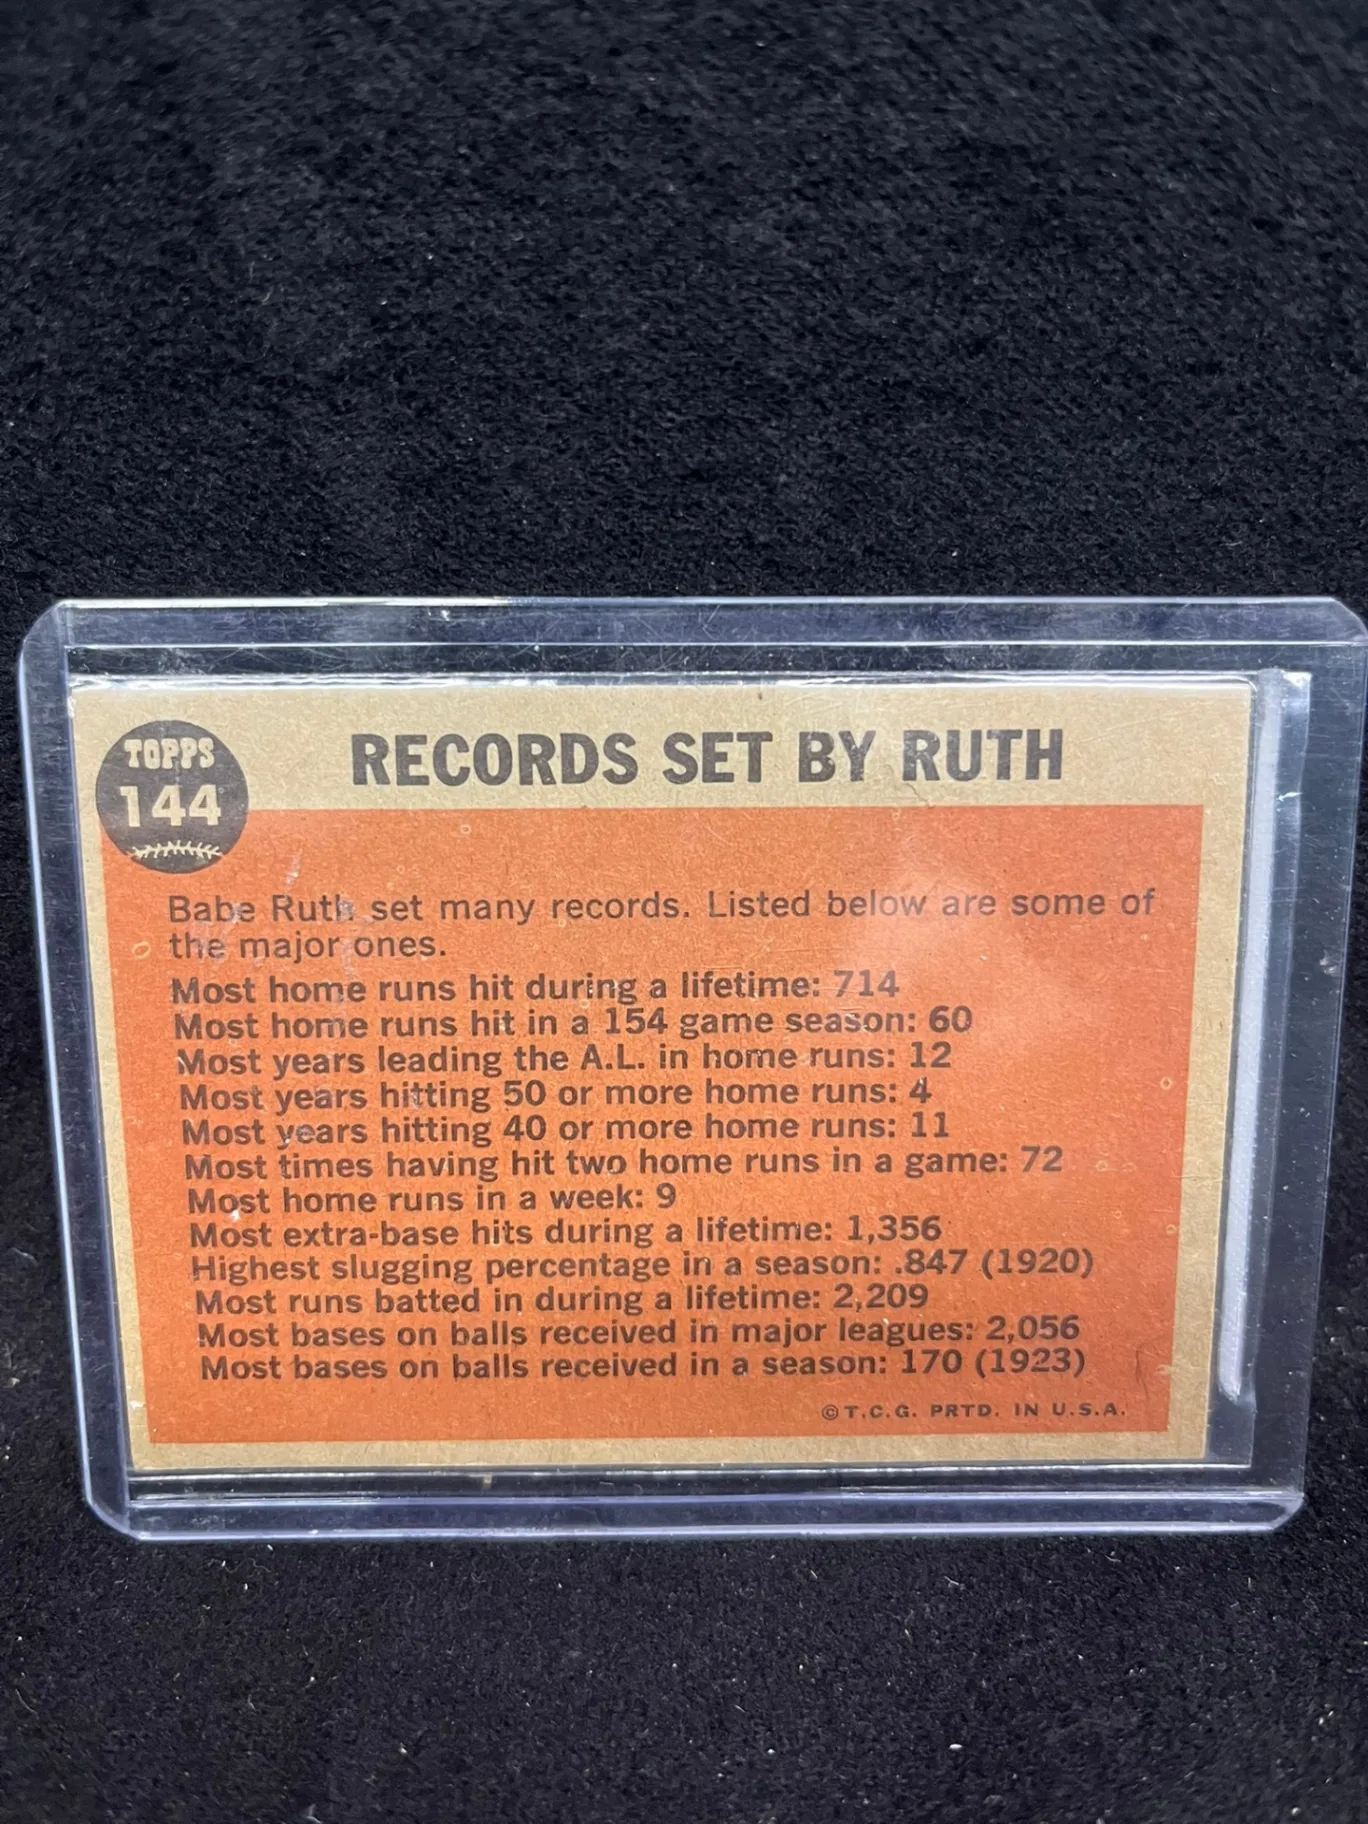 TOPPS
144
RECORDS SET BY RUTH
Babe Ruth set many records. Listed below are some of
the major ones.
Most home runs hit during a lifetime: 714
Most home runs hit in a 154 game season: 60
Most years leading the A.L. in home runs: 12
Most years hitting 50 or more home runs: 4
Most years hitting 40 or more home runs: 11
Most times having hit two home runs in a game: 72
Most home runs in a week: 9
Most extra-base hits during a lifetime: 1,356
Highest slugging percentage in a season: .847 (1920)
Most runs batted in during a lifetime: 2,209
Most bases on balls received in major leagues: 2,056
Most bases on balls received in a season: 170 (1923)
© T.C.G. PRTD. IN U.S.A.